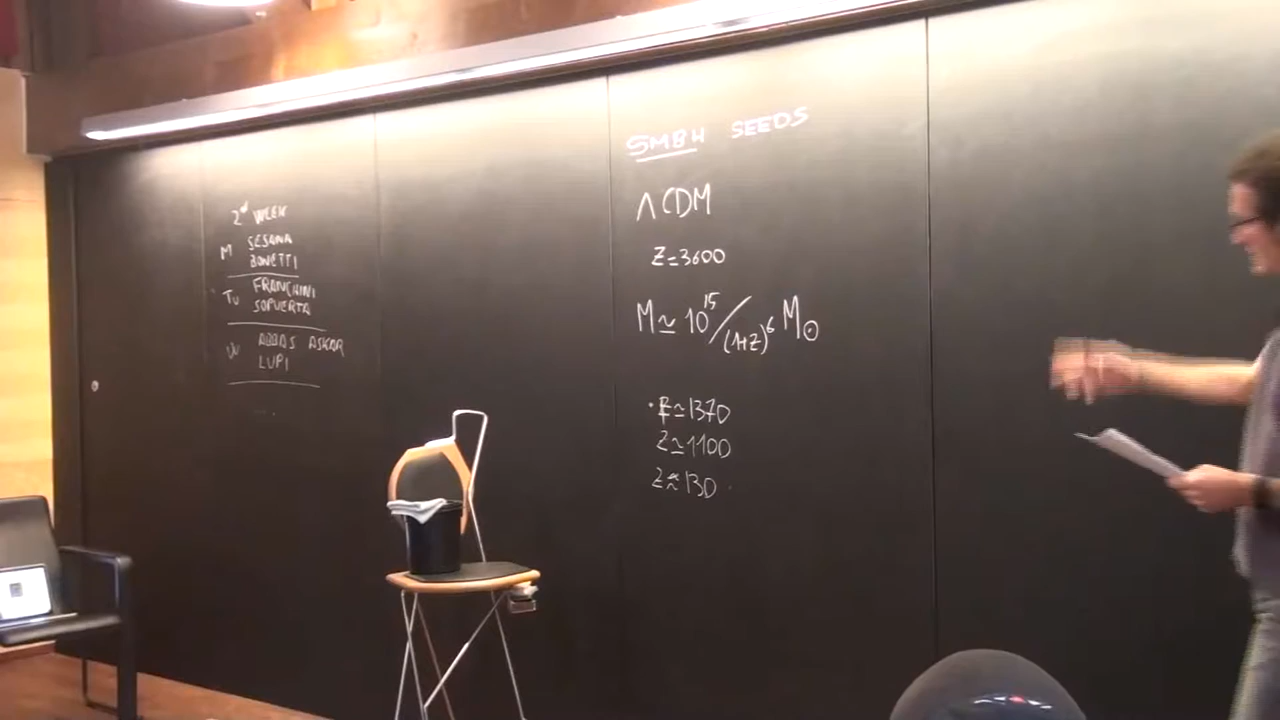 2nd WEEK
M SESANA
BONETTI
TU FRANCHINI
SOPUERTA
W ABBAS ASKAR
LUPI
SMBH SEEDS
ΛCDM
Z=3600
M≃10^15/(1+Z)^6 M☉
≃1370
Z≃1100
Z≈130